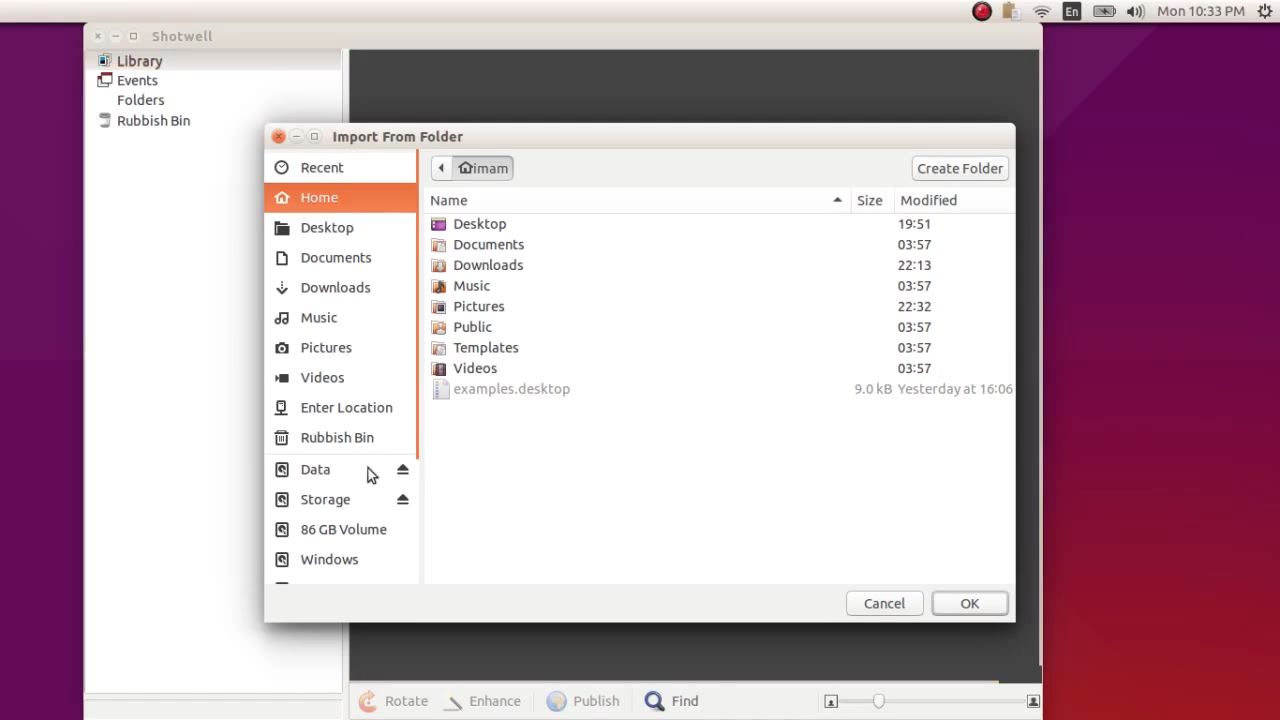 En Mon 10:33 PM
Shotwell
Library
Events
Folders
Rubbish Bin
Import From Folder
Recent
Home
Desktop
Documents
Downloads
Music
Pictures
Videos
Enter Location
Rubbish Bin
Data
Storage
86 GB Volume
Windows
imam Create Folder
Name Size Modified
Desktop 19:51
Documents 03:57
Downloads 22:13
Music 03:57
Pictures 22:32
Public 03:57
Templates 03:57
Videos 03:57
examples.desktop 9.0 kB Yesterday at 16:06
Cancel OK
Rotate Enhance Publish Find